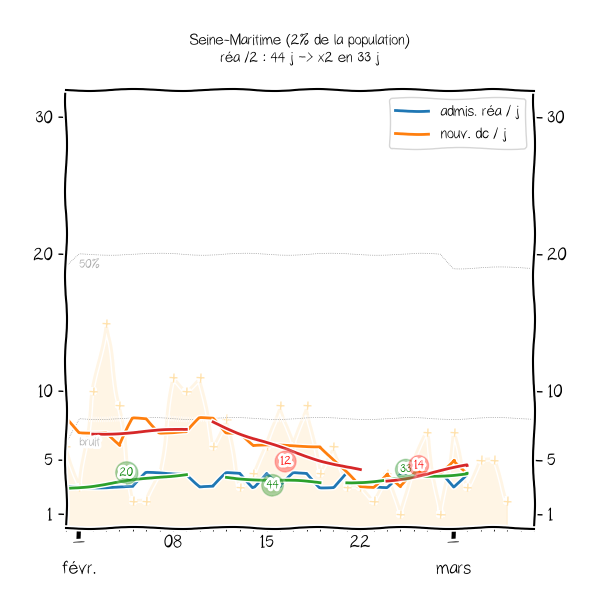 Seine-Maritime (2% de la population)
réa /2 : 44 j -> x2 en 33 j
admis. réa / j
nouv. dc / j
30
30
20
20
50%
10
10
bruit
20
44
12
33
14
5
5
1
1
08
15
22
févr.
mars